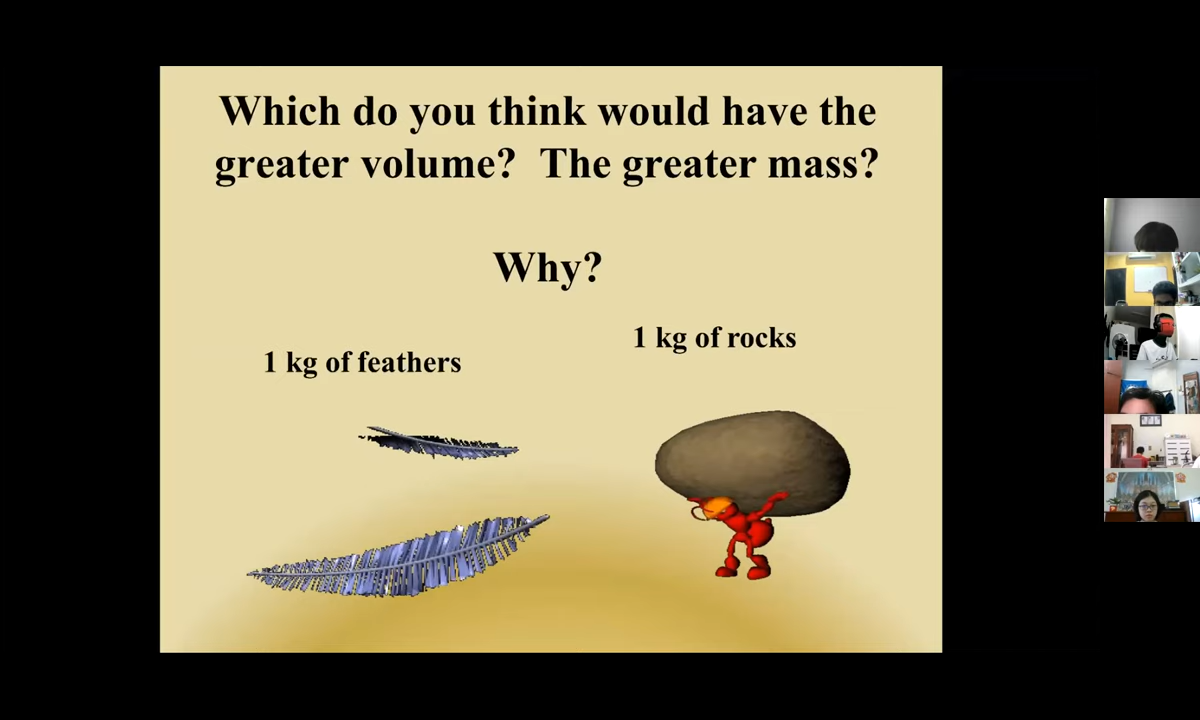 Which do you think would have the
greater volume?  The greater mass?
Why?
1 kg of rocks
1 kg of feathers